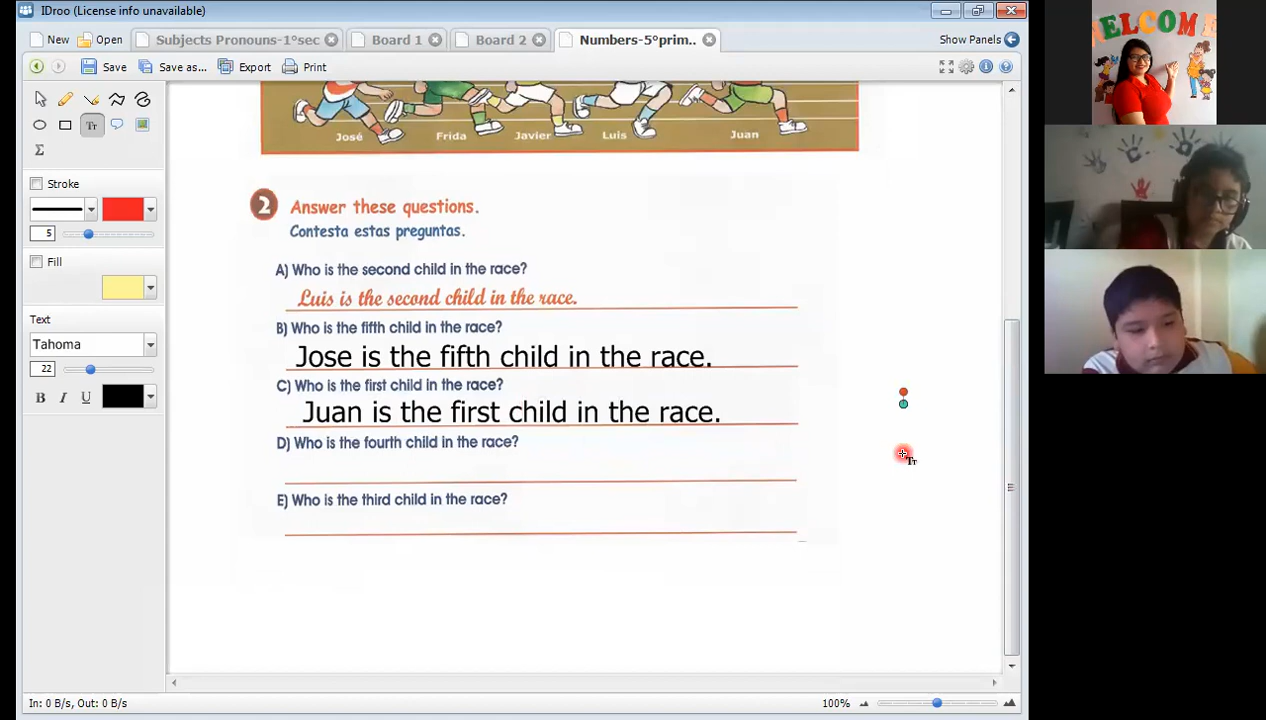 IDroo (License info unavailable)
New Open Subjects Pronouns-1°sec Board 1 Board 2 Numbers-5°prim.. Show Panels
Save Save as... Export Print
Tr
Stroke
5
Fill
Text
Tahoma
22
B I U
José Frida Javier Luis Juan
2 Answer these questions.
Contesta estas preguntas.
A) Who is the second child in the race?
Luis is the second child in the race.
B) Who is the fifth child in the race?
Jose is the fifth child in the race.
C) Who is the first child in the race?
Juan is the first child in the race.
D) Who is the fourth child in the race?
E) Who is the third child in the race?
Tr
In: 0 B/s, Out: 0 B/s
100%
WELCOME